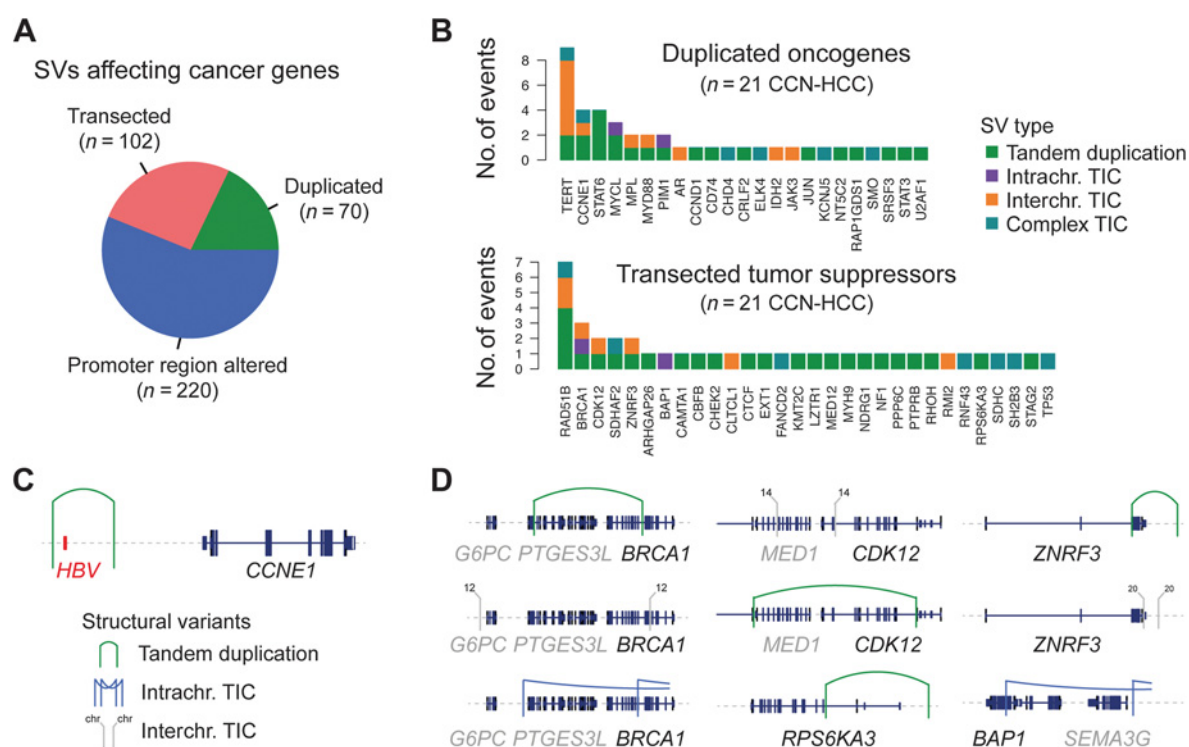 A
SVs affecting cancer genes
Transected
(n = 102)
Duplicated
(n = 70)
Promoter region altered
(n = 220)
B
Duplicated oncogenes
(n = 21 CCN-HCC)
No. of events
8
6
4
2
0
TERT
CCNE1
STAT6
MYCL
MPL
MYD88
PIM1
AR
CCND1
CD74
CHD4
CRLF2
ELK4
IDH2
JAK3
JUN
KCNJ5
NT5C2
RAP1GDS1
SMO
SRSF3
STAT3
U2AF1
SV type
Tandem duplication
Intrachr. TIC
Interchr. TIC
Complex TIC
Transected tumor suppressors
(n = 21 CCN-HCC)
No. of events
7
6
5
4
3
2
1
0
RAD51B
BRCA1
CDK12
SDHAF2
ZNRF3
ARHGAP26
BAP1
CAMTA1
CBFB
CHEK2
CLTCL1
CTCF
EXT1
FANCD2
KMT2C
LZTR1
MED12
MYH9
NDRG1
NF1
PPP6C
PTPRB
RHOH
RMI2
RNF43
RPS6KA3
SDHC
SH2B3
STAG2
TP53
C
HBV
CCNE1
Structural variants
Tandem duplication
Intrachr. TIC
chr chr
Interchr. TIC
D
G6PC PTGES3L BRCA1
14 14
MED1 CDK12
ZNRF3
12 12
G6PC PTGES3L BRCA1
MED1 CDK12
20 20
ZNRF3
G6PC PTGES3L BRCA1
RPS6KA3
BAP1 SEMA3G